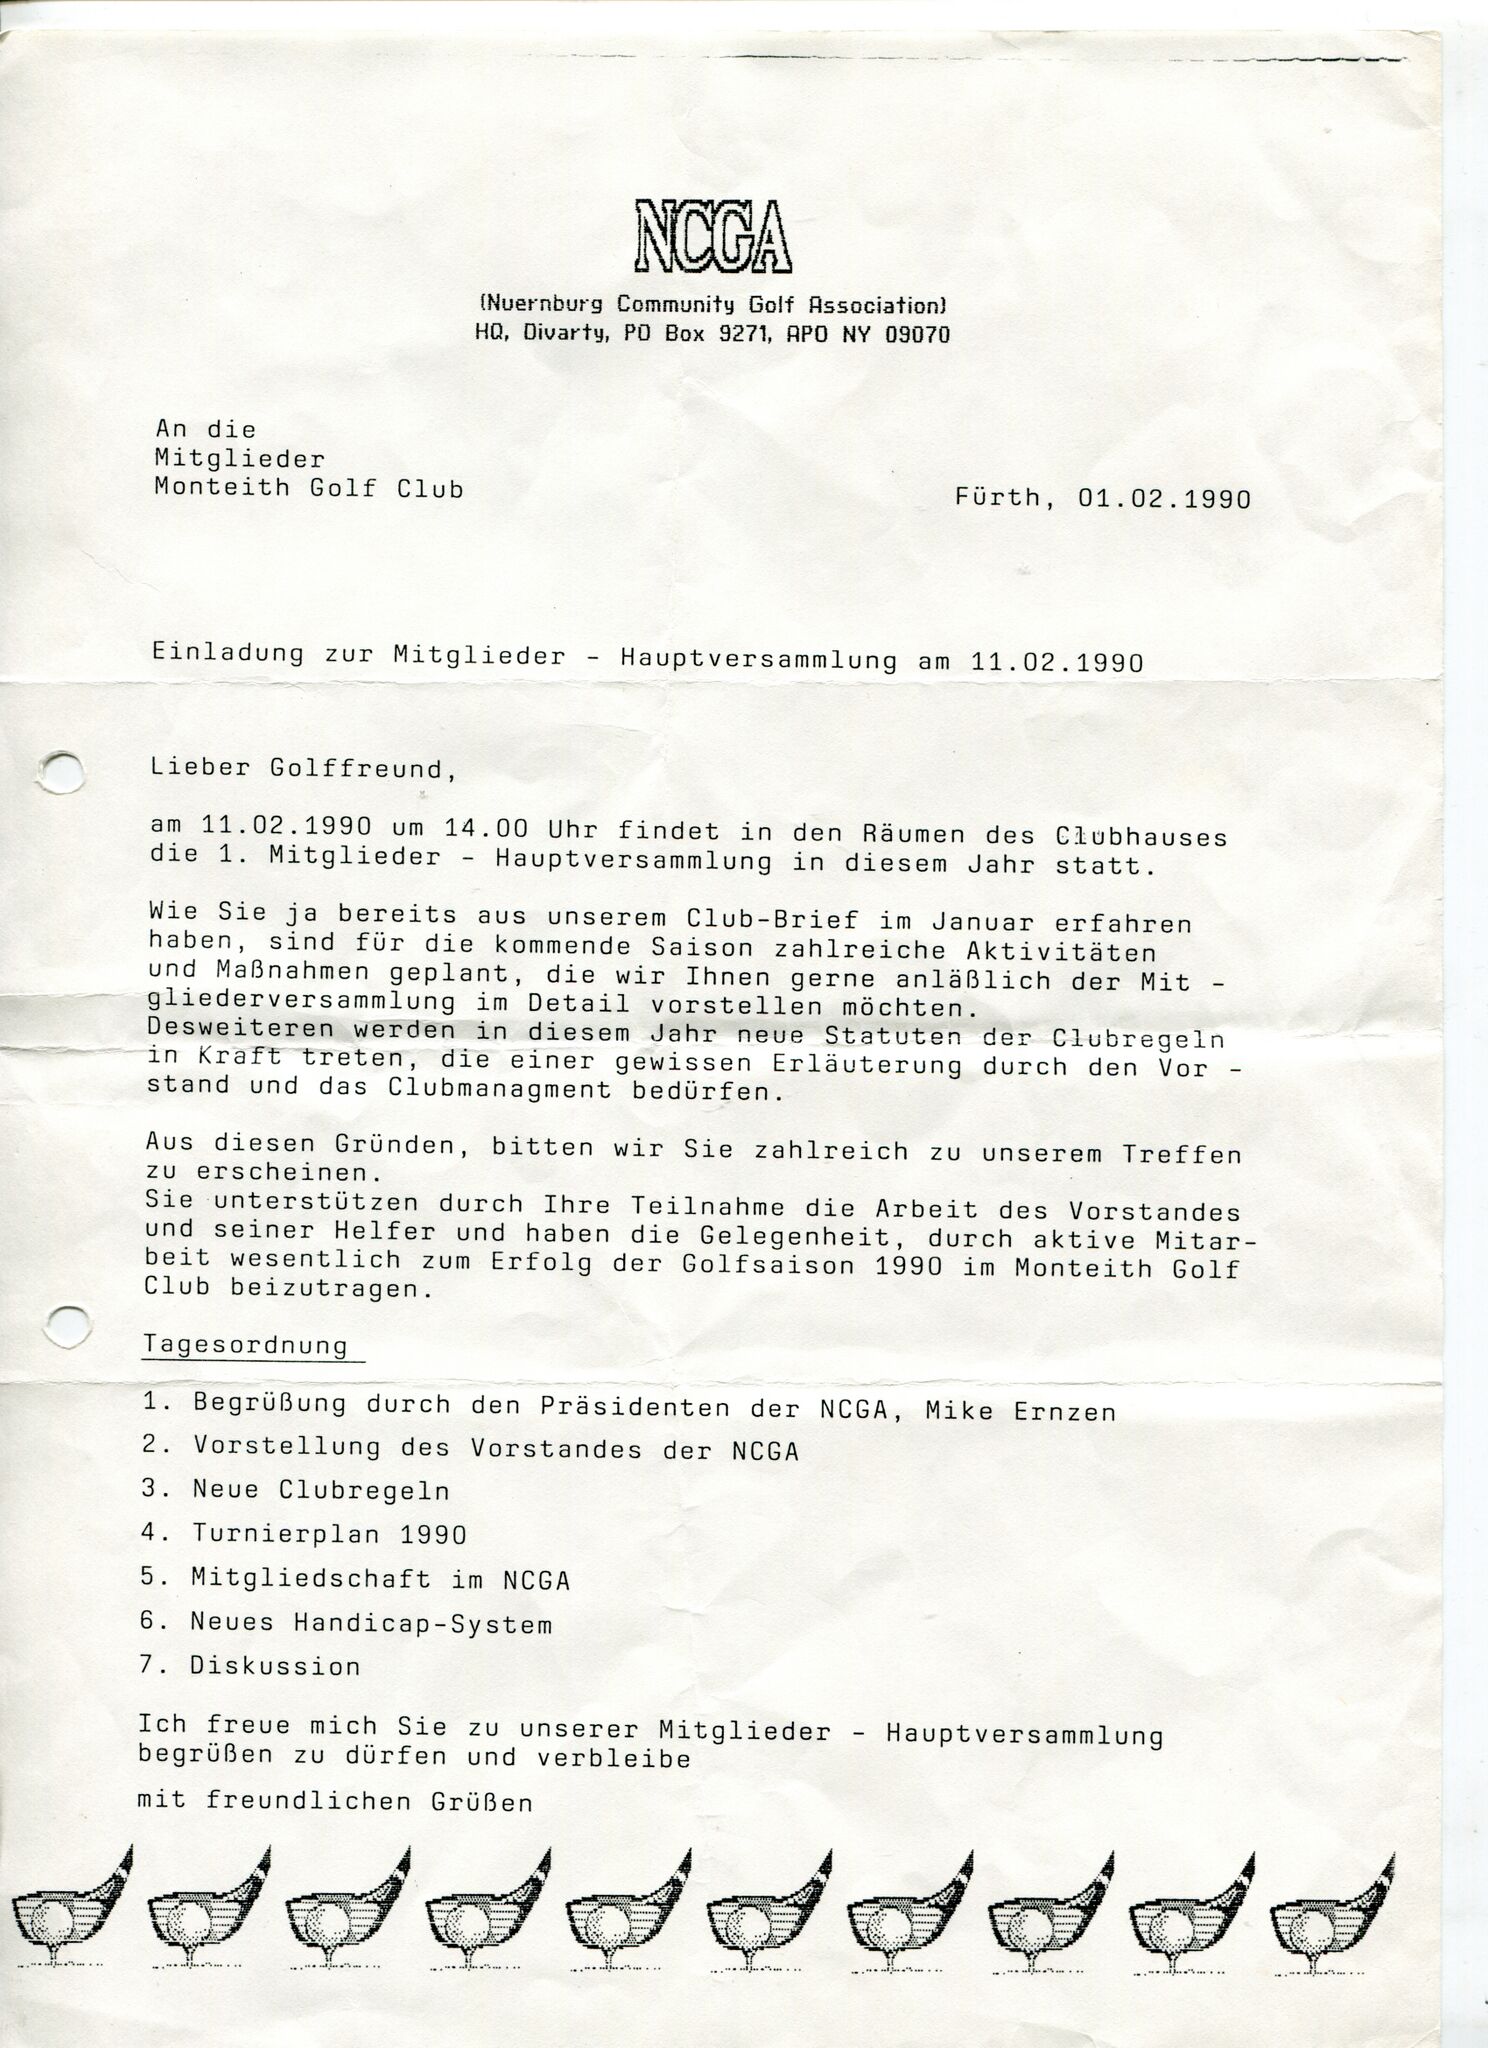 NCGA
(Nuernburg Community Golf Association)
HQ, Divarty, PO Box 9271, APO NY 09070
An die
Mitglieder
Monteith Golf Club
Fürth, 01.02.1990
Einladung zur Mitglieder - Hauptversammlung am 11.02.1990
Lieber Golffreund,
am 11.02.1990 um 14.00 Uhr findet in den Räumen des Clubhauses
die 1. Mitglieder - Hauptversammlung in diesem Jahr statt.
Wie Sie ja bereits aus unserem Club-Brief im Januar erfahren
haben, sind für die kommende Saison zahlreiche Aktivitäten
und Maßnahmen geplant, die wir Ihnen gerne anläßlich der Mit -
gliederversammlung im Detail vorstellen möchten.
Desweiteren werden in diesem Jahr neue Statuten der Clubregeln
in Kraft treten, die einer gewissen Erläuterung durch den Vor -
stand und das Clubmanagment bedürfen.
Aus diesen Gründen, bitten wir Sie zahlreich zu unserem Treffen
zu erscheinen.
Sie unterstützen durch Ihre Teilnahme die Arbeit des Vorstandes
und seiner Helfer und haben die Gelegenheit, durch aktive Mitar-
beit wesentlich zum Erfolg der Golfsaison 1990 im Monteith Golf
Club beizutragen.
Tagesordnung
1. Begrüßung durch den Präsidenten der NCGA, Mike Ernzen
2. Vorstellung des Vorstandes der NCGA
3. Neue Clubregeln
4. Turnierplan 1990
5. Mitgliedschaft im NCGA
6. Neues Handicap-System
7. Diskussion
Ich freue mich Sie zu unserer Mitglieder - Hauptversammlung
begrüßen zu dürfen und verbleibe
mit freundlichen Grüßen